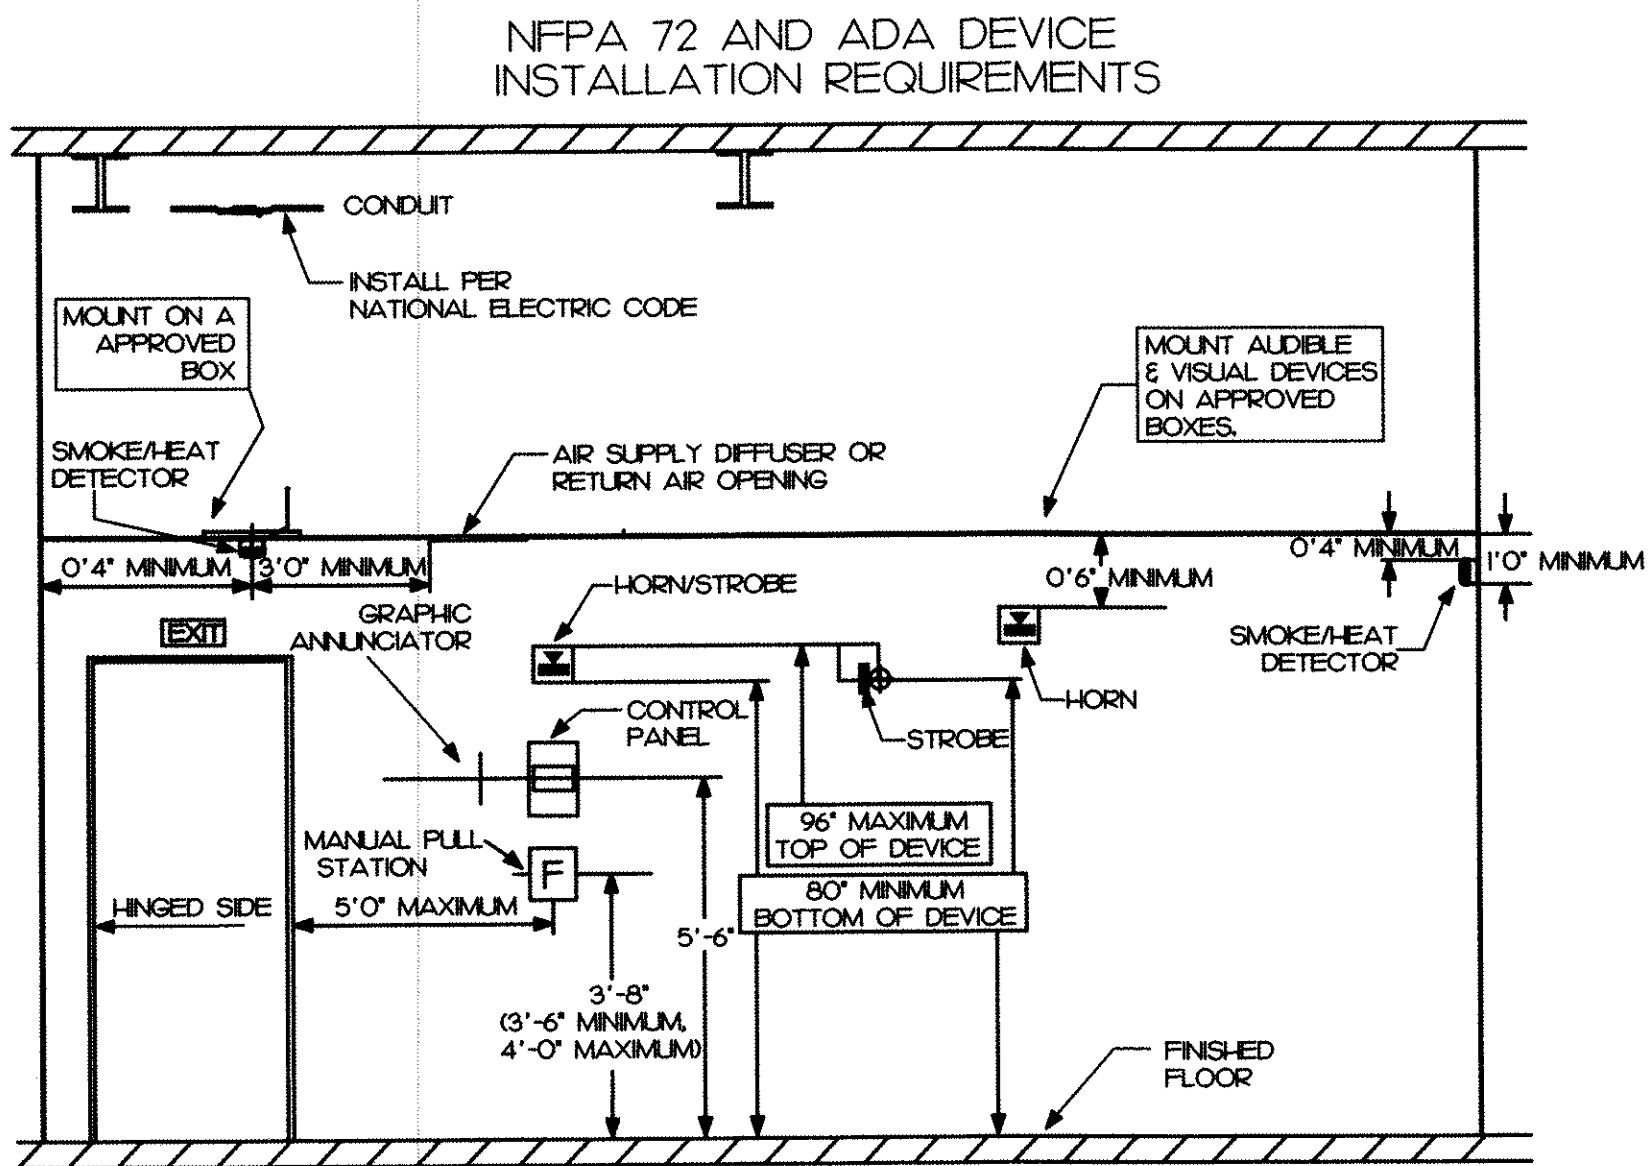 NFPA 72 AND ADA DEVICE
INSTALLATION REQUIREMENTS
CONDUIT
INSTALL PER
NATIONAL ELECTRIC CODE
MOUNT ON A
APPROVED
BOX
MOUNT AUDIBLE
& VISUAL DEVICES
ON APPROVED
BOXES.
SMOKE/HEAT
DETECTOR
AIR SUPPLY DIFFUSER OR
RETURN AIR OPENING
0'4" MINIMUM
3'0" MINIMUM
0'4" MINIMUM
1'0" MINIMUM
0'6" MINIMUM
HORN/STROBE
GRAPHIC
ANNUNCIATOR
EXIT
SMOKE/HEAT
DETECTOR
HORN
CONTROL
PANEL
STROBE
96" MAXIMUM
TOP OF DEVICE
MANUAL PULL
STATION
F
80" MINIMUM
BOTTOM OF DEVICE
HINGED SIDE
5'0" MAXIMUM
5'-6"
3'-8"
(3'-6" MINIMUM,
4'-0" MAXIMUM)
FINISHED
FLOOR